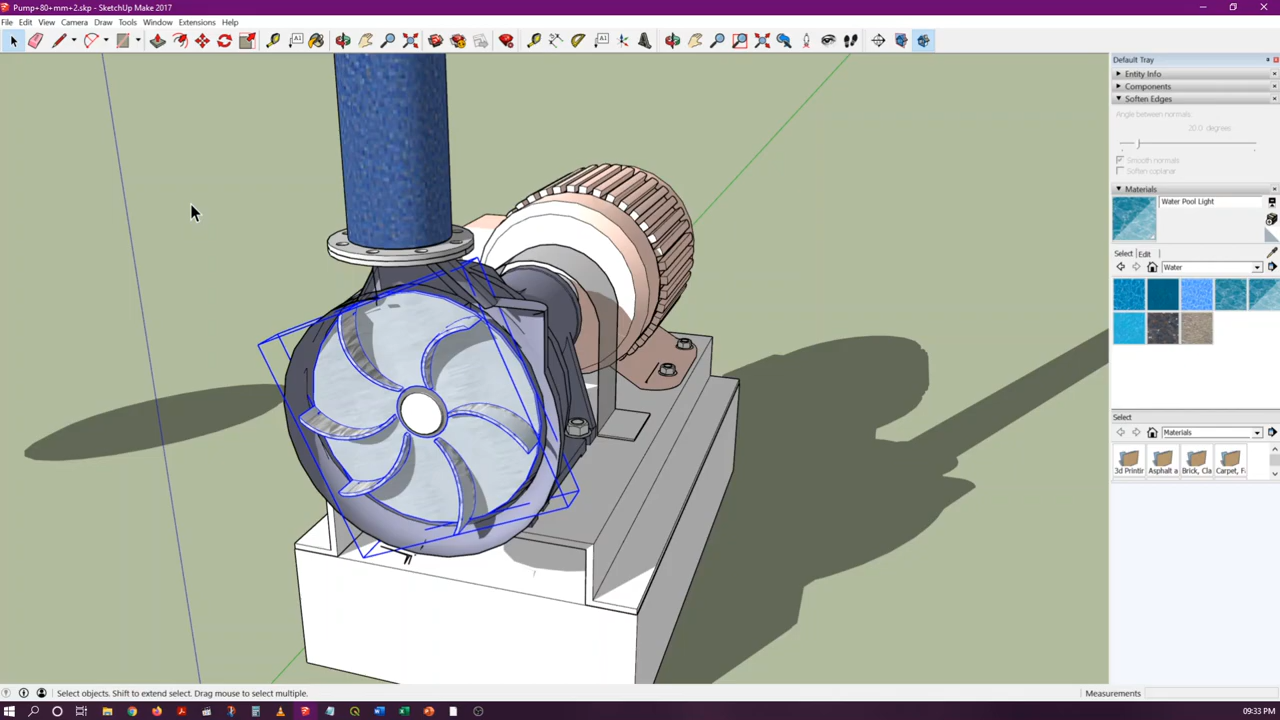 Pump+80+mm+2.skp - SketchUp Make 2017
File Edit View Camera Draw Tools Window Extensions Help
Default Tray
Entity Info
Components
Soften Edges
Angle between normals
20.0 degrees
Smooth normals
Soften coplanar
Materials
Water Pool Light
Select Edit
Water
Select
Materials
3d Printir Asphalt a Brick, Cla Carpet, F
Select objects. Shift to extend select. Drag mouse to select multiple.
Measurements
09:33 PM